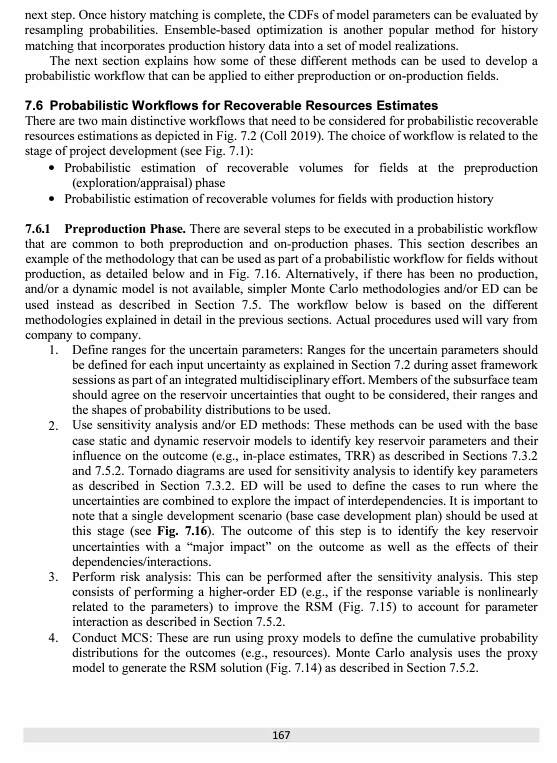 next step. Once history matching is complete, the CDFs of model parameters can be evaluated by
resampling probabilities. Ensemble-based optimization is another popular method for history
matching that incorporates production history data into a set of model realizations.
The next section explains how some of these different methods can be used to develop a
probabilistic workflow that can be applied to either preproduction or on-production fields.
7.6 Probabilistic Workflows for Recoverable Resources Estimates
There are two main distinctive workflows that need to be considered for probabilistic recoverable
resources estimations as depicted in Fig. 7.2 (Coll 2019). The choice of workflow is related to the
stage of project development (see Fig. 7.1):
• Probabilistic estimation of recoverable volumes for fields at the preproduction
(exploration/appraisal) phase
• Probabilistic estimation of recoverable volumes for fields with production history
7.6.1 Preproduction Phase. There are several steps to be executed in a probabilistic workflow
that are common to both preproduction and on-production phases. This section describes an
example of the methodology that can be used as part of a probabilistic workflow for fields without
production, as detailed below and in Fig. 7.16. Alternatively, if there has been no production,
and/or a dynamic model is not available, simpler Monte Carlo methodologies and/or ED can be
used instead as described in Section 7.5. The workflow below is based on the different
methodologies explained in detail in the previous sections. Actual procedures used will vary from
company to company.
1. Define ranges for the uncertain parameters: Ranges for the uncertain parameters should
be defined for each input uncertainty as explained in Section 7.2 during asset framework
sessions as part of an integrated multidisciplinary effort. Members of the subsurface team
should agree on the reservoir uncertainties that ought to be considered, their ranges and
the shapes of probability distributions to be used.
2. Use sensitivity analysis and/or ED methods: These methods can be used with the base
case static and dynamic reservoir models to identify key reservoir parameters and their
influence on the outcome (e.g., in-place estimates, TRR) as described in Sections 7.3.2
and 7.5.2. Tornado diagrams are used for sensitivity analysis to identify key parameters
as described in Section 7.3.2. ED will be used to define the cases to run where the
uncertainties are combined to explore the impact of interdependencies. It is important to
note that a single development scenario (base case development plan) should be used at
this stage (see Fig. 7.16). The outcome of this step is to identify the key reservoir
uncertainties with a “major impact” on the outcome as well as the effects of their
dependencies/interactions.
3. Perform risk analysis: This can be performed after the sensitivity analysis. This step
consists of performing a higher-order ED (e.g., if the response variable is nonlinearly
related to the parameters) to improve the RSM (Fig. 7.15) to account for parameter
interaction as described in Section 7.5.2.
4. Conduct MCS: These are run using proxy models to define the cumulative probability
distributions for the outcomes (e.g., resources). Monte Carlo analysis uses the proxy
model to generate the RSM solution (Fig. 7.14) as described in Section 7.5.2.
167